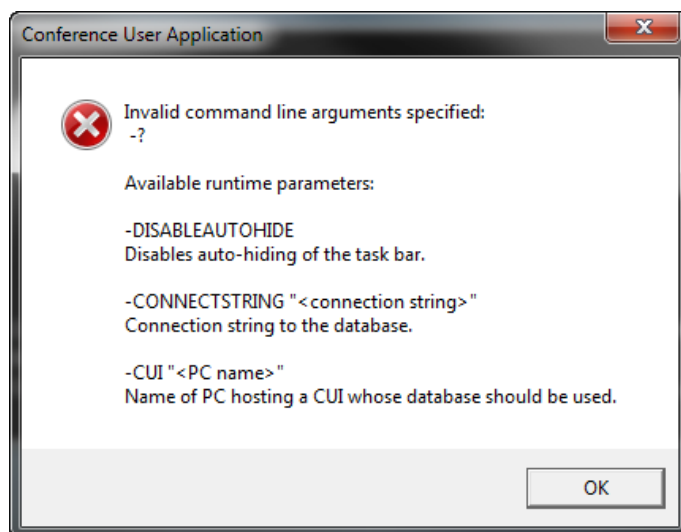 Conference User Application
Invalid command line arguments specified:
-?
Available runtime parameters:
-DISABLEAUTOHIDE
Disables auto-hiding of the task bar.
-CONNECTSTRING "<connection string>"
Connection string to the database.
-CUI "<PC name>"
Name of PC hosting a CUI whose database should be used.
OK